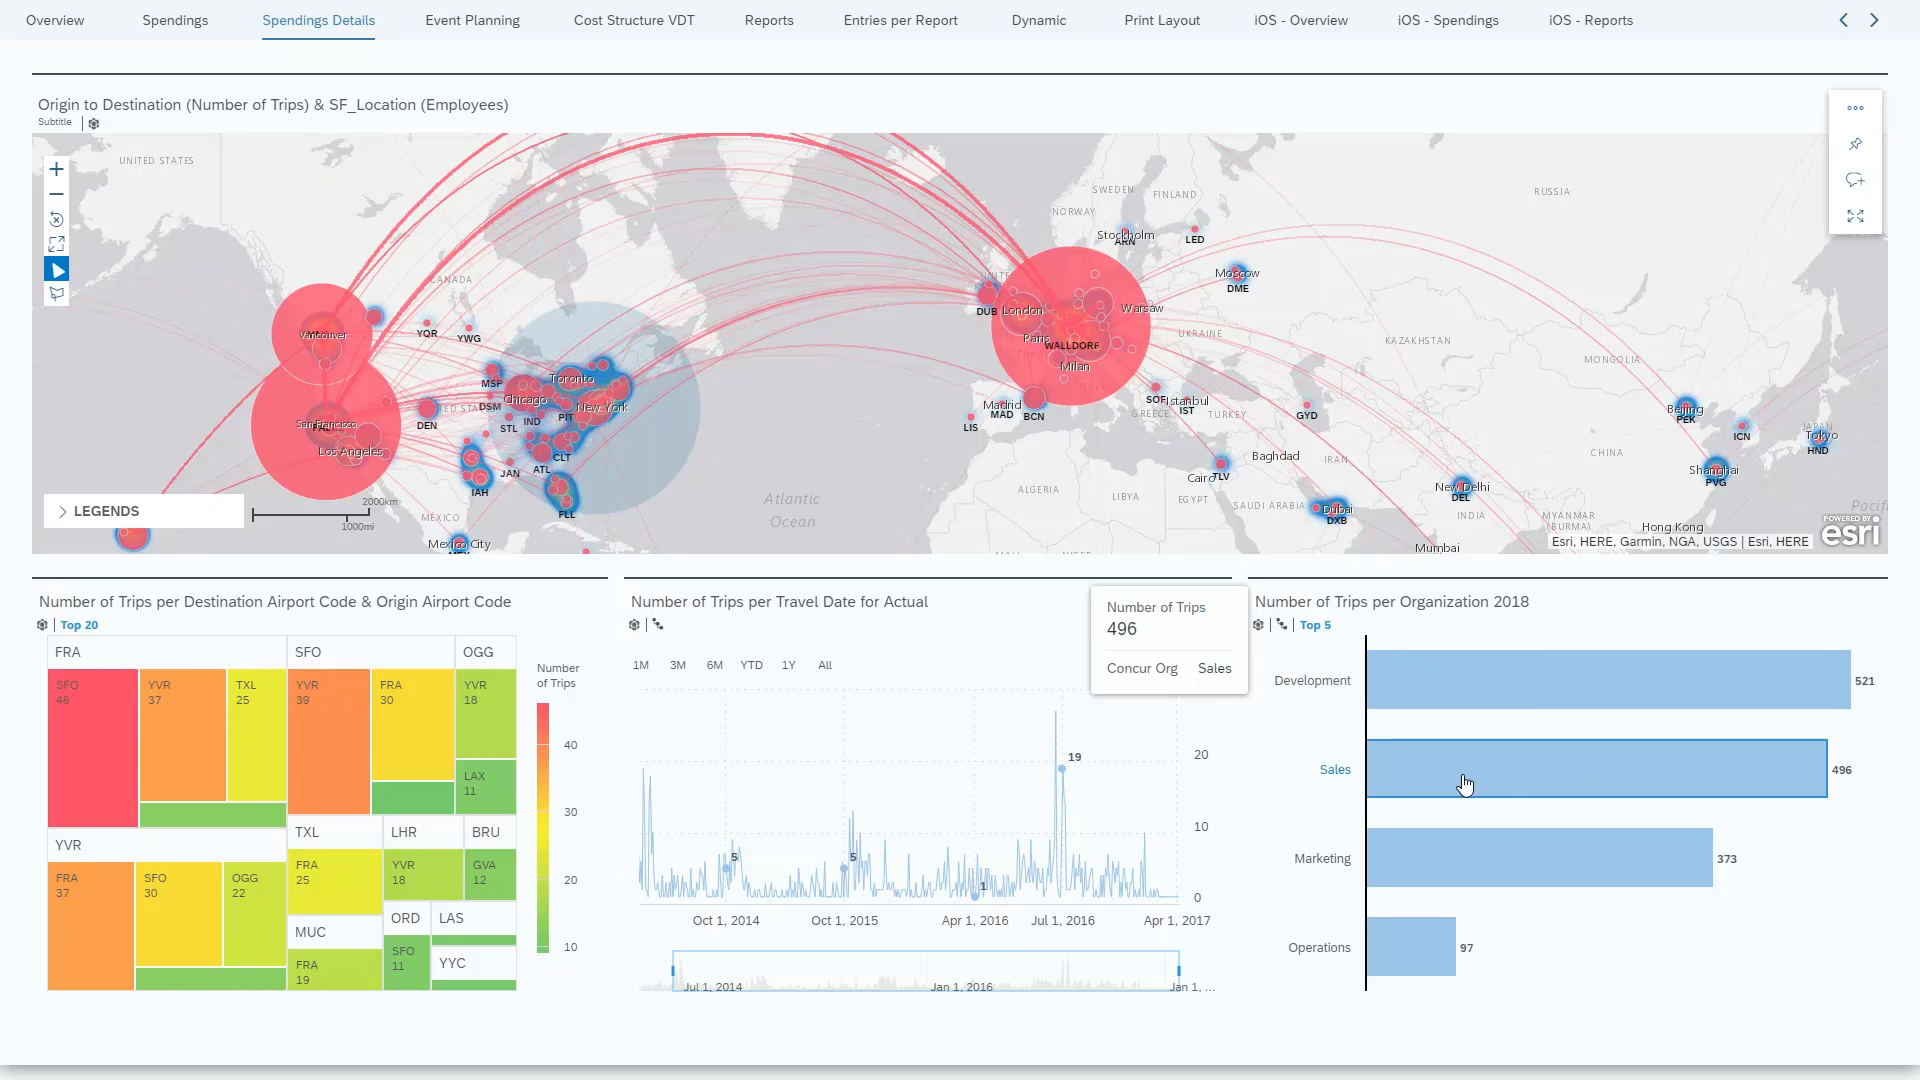 Overview
Spendings
Spendings Details
Event Planning
Cost Structure VDT
Reports
Entries per Report
Dynamic
Print Layout
iOS - Overview
iOS - Spendings
iOS - Reports
Origin to Destination (Number of Trips) & SF_Location (Employees)
Subtitle
UNITED STATES
RUSSIA
SWEDEN
FINLAND
NORWAY
Stockholm
ARN
LED
Moscow
DME
CANADA
DUB
London
Warsaw
Vancouver
YQR
YWG
UKRAINE
KAZAKHSTAN
Paris
WALLDORF
MONGOLIA
Milan
MSP
Toronto
DSM
Chicago
New York
DEN
STL
IND
PIT
Madrid
MAD
BCN
LIS
SOF
Istanbul
IST
GREECE
TURKEY
GYD
Beijing
PEK
ICN
JAPAN
Tokyo
HND
San Francisco
Los Angeles
CLT
ATL
JAN
IAH
FLL
Baghdad
IRAN
CHINA
Cairo
TLV
Shanghai
PVG
ALGERIA
LIBYA
EGYPT
New Delhi
DEL
Atlantic
Ocean
SAUDI ARABIA
Dubai
DXB
INDIA
MYANMAR
(BURMA)
Hong Kong
LEGENDS
2000km
1000mi
MEXICO
Mexico City
Mumbai
POWERED BY
esri
Esri, HERE, Garmin, NGA, USGS | Esri, HERE
Number of Trips per Destination Airport Code & Origin Airport Code
Top 20
FRA
SFO
OGG
SFO
46
YVR
37
TXL
25
YVR
39
FRA
30
YVR
18
LAX
11
YVR
TXL
LHR
BRU
FRA
37
SFO
30
OGG
22
FRA
25
YVR
18
GVA
12
MUC
ORD
LAS
FRA
19
SFO
11
YYC
Number
of Trips
40
30
20
10
Number of Trips per Travel Date for Actual
1M
3M
6M
YTD
1Y
All
19
5
5
1
20
10
0
Oct 1, 2014
Oct 1, 2015
Apr 1, 2016
Jul 1, 2016
Apr 1, 2017
Jul 1, 2014
Jan 1, 2016
Jan 1, ...
Number of Trips
496
Concur Org
Sales
Number of Trips per Organization 2018
Top 5
Development
521
Sales
496
Marketing
373
Operations
97